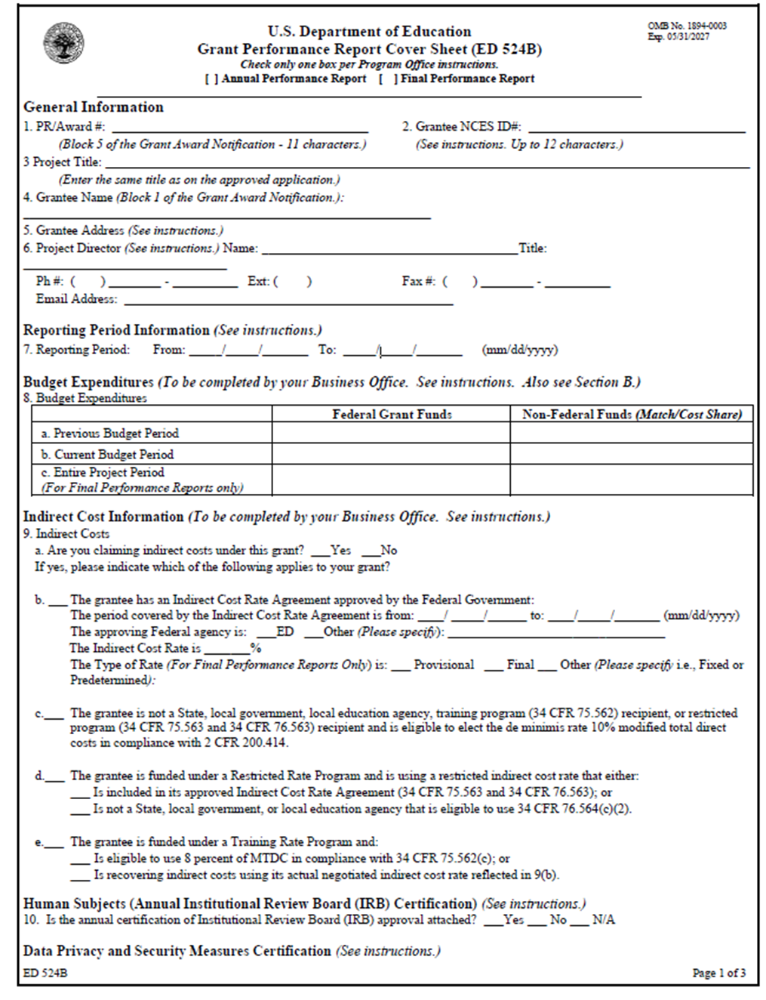 U.S. Department of Education
OMB No. 1894-0003
Exp. 05/31/2027
Grant Performance Report Cover Sheet (ED 524B)
Check only one box per Program Office instructions.
[ ] Annual Performance Report [ ] Final Performance Report
General Information
1. PR/Award #: ____ 2. Grantee NCES ID#: ____
(Block 5 of the Grant Award Notification - 11 characters.) (See instructions. Up to 12 characters.)
3 Project Title: ____
(Enter the same title as on the approved application.)
4. Grantee Name (Block 1 of the Grant Award Notification.):
5. Grantee Address (See instructions.)
6. Project Director (See instructions.) Name: ____Title:
Ph #: ( ) ____ - ____ Ext: ( ) Fax #: ( ) ____ - ____
Email Address: ____
Reporting Period Information (See instructions.)
7. Reporting Period: From: ____/____/____ To: ____/____/____ (mm/dd/yyyy)
Budget Expenditures (To be completed by your Business Office. See instructions. Also see Section B.)
8. Budget Expenditures
Federal Grant Funds Non-Federal Funds (Match/Cost Share)
a. Previous Budget Period
b. Current Budget Period
c. Entire Project Period
(For Final Performance Reports only)
Indirect Cost Information (To be completed by your Business Office. See instructions.)
9. Indirect Costs
a. Are you claiming indirect costs under this grant? ___Yes ___No
If yes, please indicate which of the following applies to your grant?
b. ___ The grantee has an Indirect Cost Rate Agreement approved by the Federal Government:
The period covered by the Indirect Cost Rate Agreement is from: ____/ ____/____ to: ____/____/____ (mm/dd/yyyy)
The approving Federal agency is: ___ED ___Other (Please specify): ____
The Indirect Cost Rate is ____%
The Type of Rate (For Final Performance Reports Only) is: ___ Provisional ___ Final ___ Other (Please specify i.e., Fixed or
Predetermined):
c.___ The grantee is not a State, local government, local education agency, training program (34 CFR 75.562) recipient, or restricted
program (34 CFR 75.563 and 34 CFR 76.563) recipient and is eligible to elect the de minimis rate 10% modified total direct
costs in compliance with 2 CFR 200.414.
d.___ The grantee is funded under a Restricted Rate Program and is using a restricted indirect cost rate that either:
___ Is included in its approved Indirect Cost Rate Agreement (34 CFR 75.563 and 34 CFR 76.563); or
___ Is not a State, local government, or local education agency that is eligible to use 34 CFR 76.564(c)(2).
e.___ The grantee is funded under a Training Rate Program and:
___ Is eligible to use 8 percent of MTDC in compliance with 34 CFR 75.562(c); or
___ Is recovering indirect costs using its actual negotiated indirect cost rate reflected in 9(b).
Human Subjects (Annual Institutional Review Board (IRB) Certification) (See instructions.)
10. Is the annual certification of Institutional Review Board (IRB) approval attached? ___Yes ___ No ___ N/A
Data Privacy and Security Measures Certification (See instructions.)
ED 524B Page 1 of 3